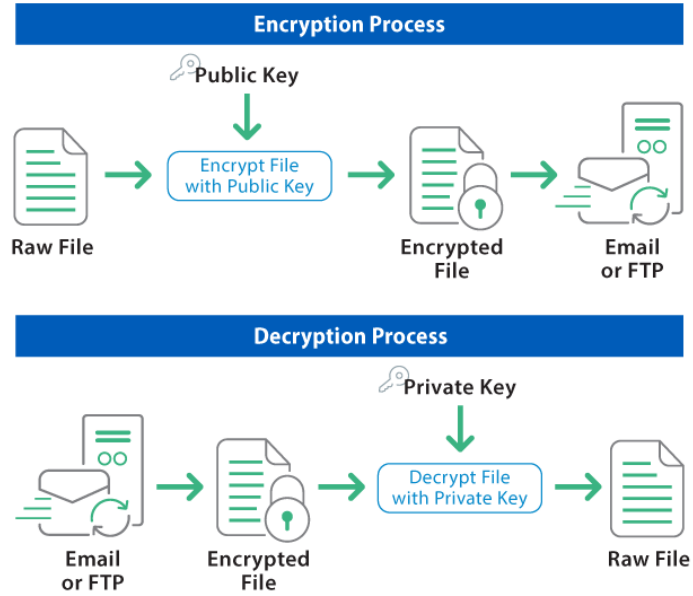 Encryption Process
Public Key
Encrypt File
with Public Key
Raw File
Encrypted
File
Email
or FTP
Decryption Process
Private Key
Decrypt File
with Private Key
Email
or FTP
Encrypted
File
Raw File